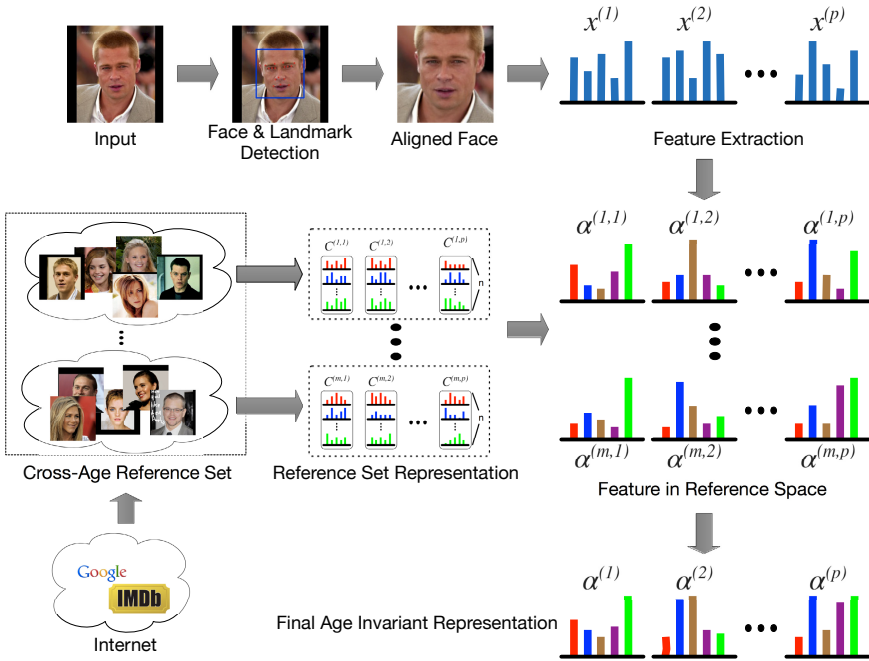 x^(1) x^(2) x^(p)
Input
Face & Landmark
Detection
Aligned Face
Feature Extraction
α^(1,1) α^(1,2) α^(1,p)
C^(1,1) C^(1,2) C^(1,p)
n
C^(m,1) C^(m,2) C^(m,p)
n
α^(m,1) α^(m,2) α^(m,p)
Cross-Age Reference Set
Reference Set Representation
Feature in Reference Space
Google
IMDb
Internet
α^(1) α^(2) α^(p)
Final Age Invariant Representation